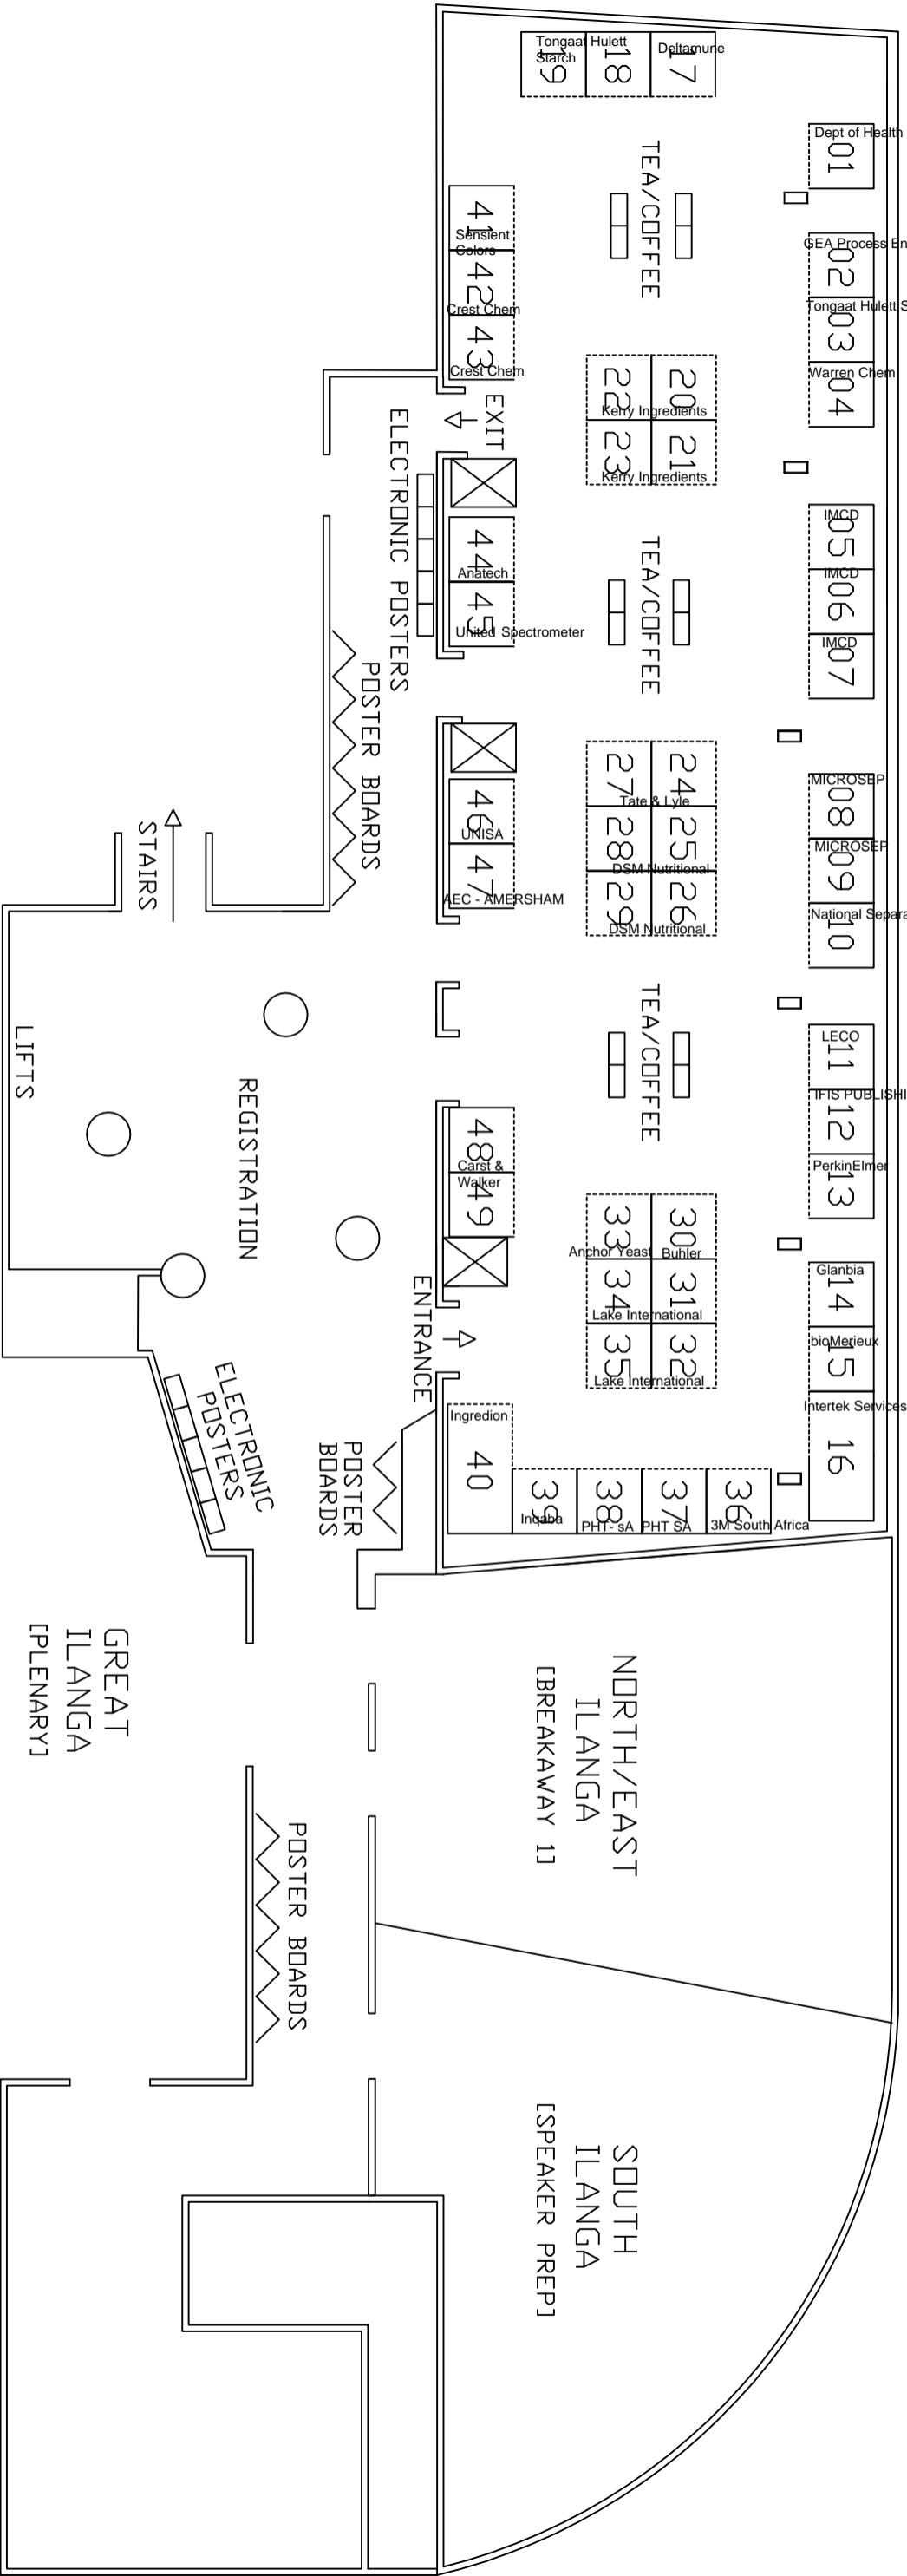 Tongaat Hulett
Starch
19
18
Deltamune
17
Dept of Health
01
TEA/COFFEE
41
Sensient
Colors
42
Crest Chem
43
Crest Chem
GEA Process En
02
Tongaat Hulett S
03
Warren Chem
04
20
22
Kerry Ingredients
21
23
Kerry Ingredients
EXIT
ELECTRONIC POSTERS
44
Anatech
45
United Spectrometer
TEA/COFFEE
IMCD
05
IMCD
06
IMCD
07
POSTER BOARDS
STAIRS
46
UNISA
47
AEC - AMERSHAM
24
27
Tate & Lyle
25
28
DSM Nutritional
26
29
DSM Nutritional
MICROSEP
08
MICROSEP
09
National Separa
10
LIFTS
REGISTRATION
TEA/COFFEE
LECO
11
IFIS PUBLISHI
12
PerkinElmer
13
48
Carst &
Walker
49
30
33
Anchor Yeast
Buhler
31
34
Lake International
32
35
Lake International
Glanbia
14
bioMerieux
15
Intertek Services
16
ENTRANCE
ELECTRONIC
POSTERS
POSTER
BOARDS
Ingredion
40
39
Inqaba
38
PHT- sA
37
PHT SA
36
3M South Africa
GREAT
ILANGA
[PLENARY]
NORTH/EAST
ILANGA
[BREAKAWAY 1]
POSTER BOARDS
SOUTH
ILANGA
[SPEAKER PREP]